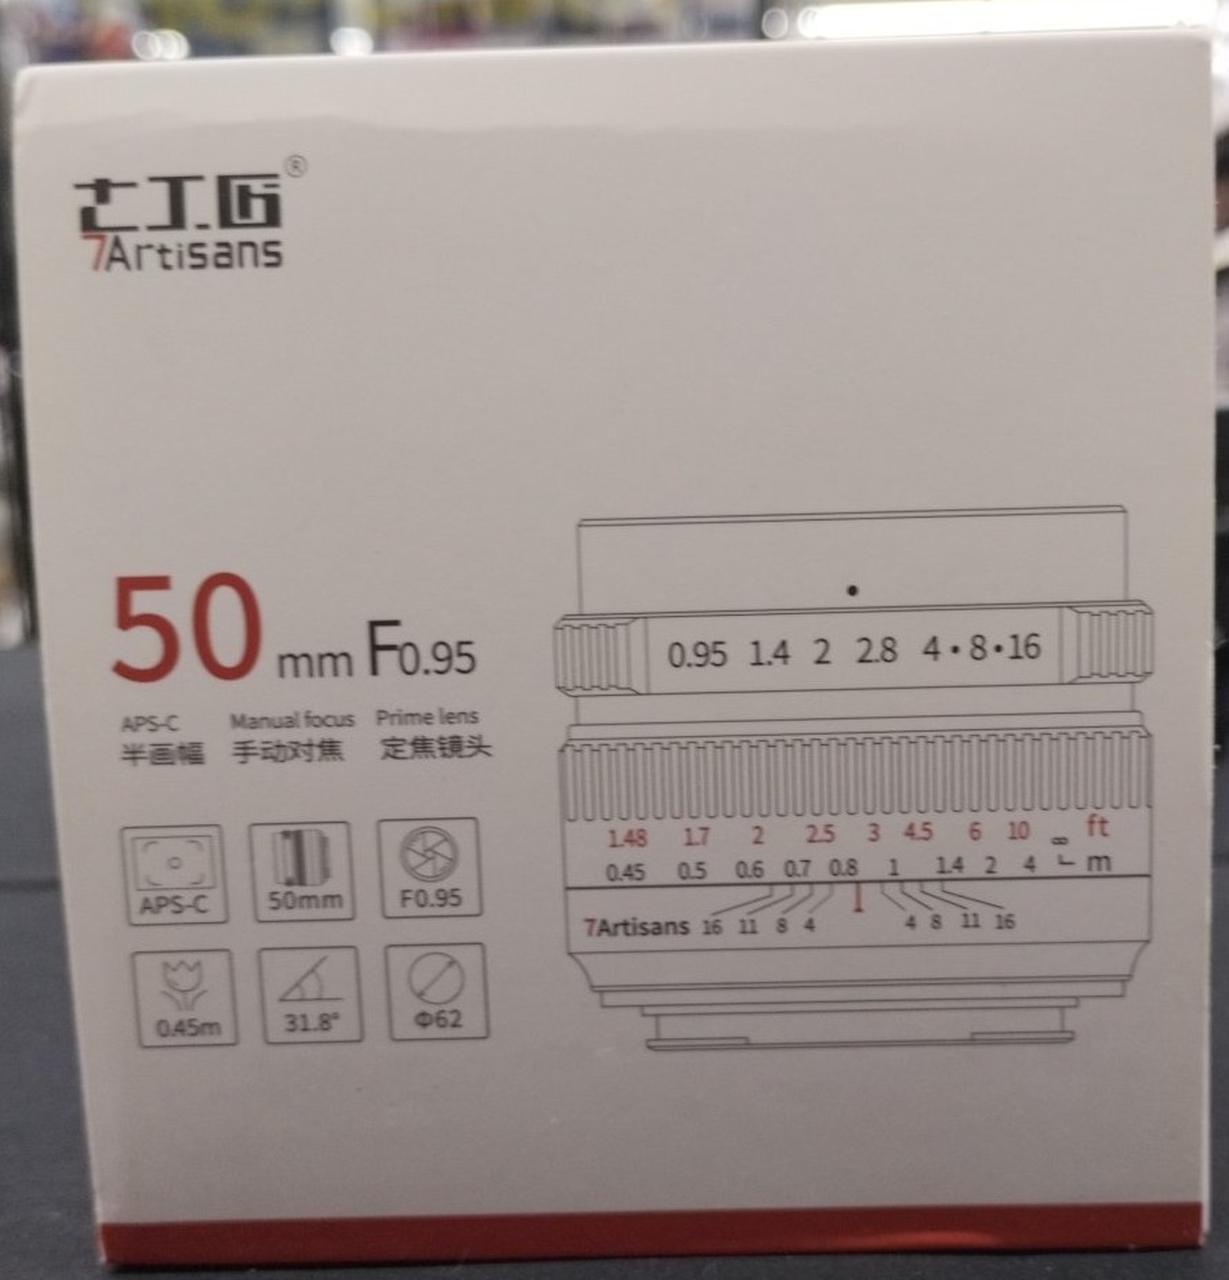 七工匠®
7Artisans
50mm F0.95
APS-C Manual focus Prime lens
半画幅 手动对焦 定焦镜头
APS-C 50mm F0.95
0.45m 31.8° Φ62
0.95 1.4 2 2.8 4•8•16
1.48 1.7 2 2.5 3 4.5 6 10 ∞ ft
0.45 0.5 0.6 0.7 0.8 1 1.4 2 4 m
7Artisans 16 11 8 4 4 8 11 16